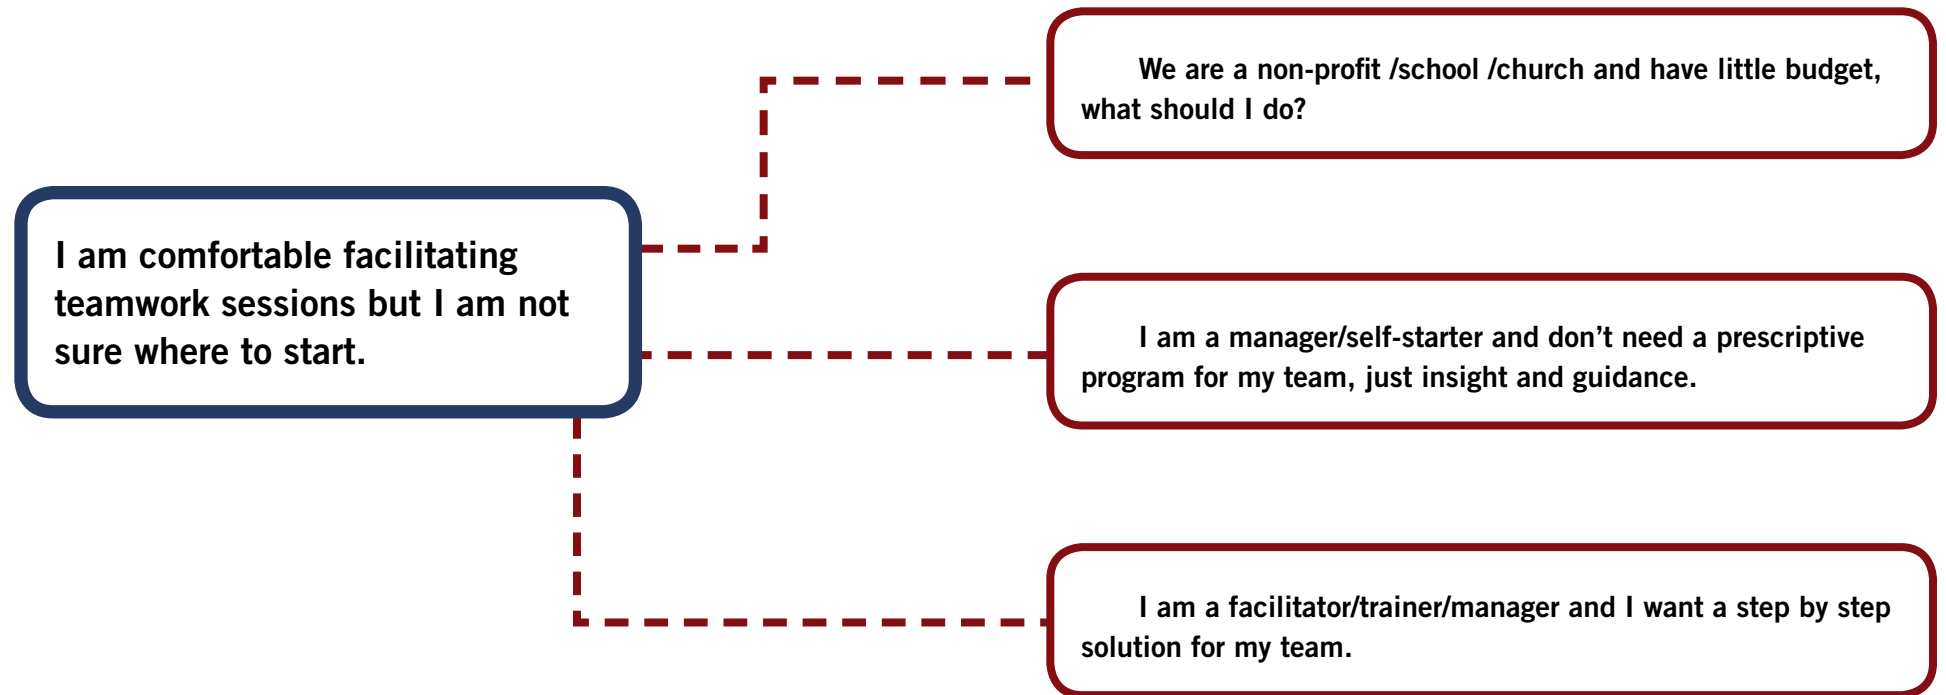 We are a non-profit /school /church and have little budget,
what should I do?
I am comfortable facilitating
teamwork sessions but I am not
sure where to start.
I am a manager/self-starter and don’t need a prescriptive
program for my team, just insight and guidance.
I am a facilitator/trainer/manager and I want a step by step
solution for my team.